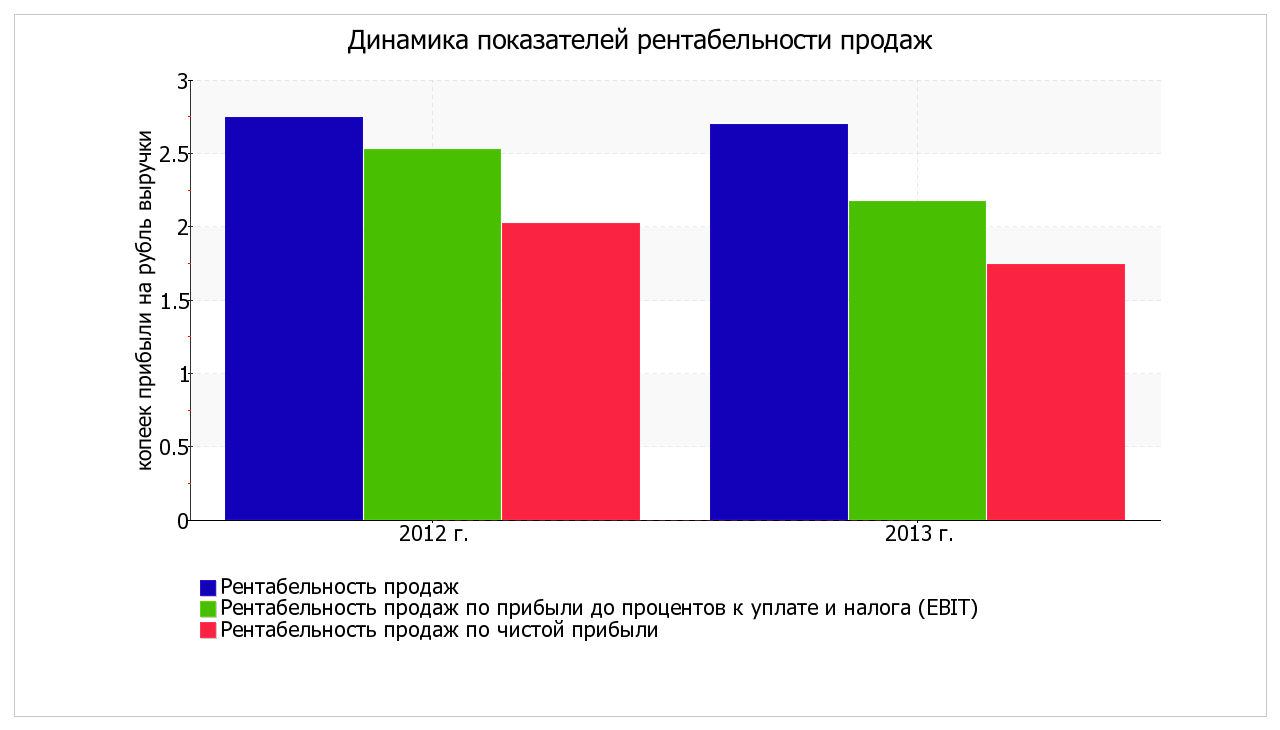 Динамика показателей рентабельности продаж
копеек прибыли на рубль выручки
3
2.5
2
1.5
1
0.5
0
2012 г.
2013 г.
Рентабельность продаж
Рентабельность продаж по прибыли до процентов к уплате и налога (EBIT)
Рентабельность продаж по чистой прибыли